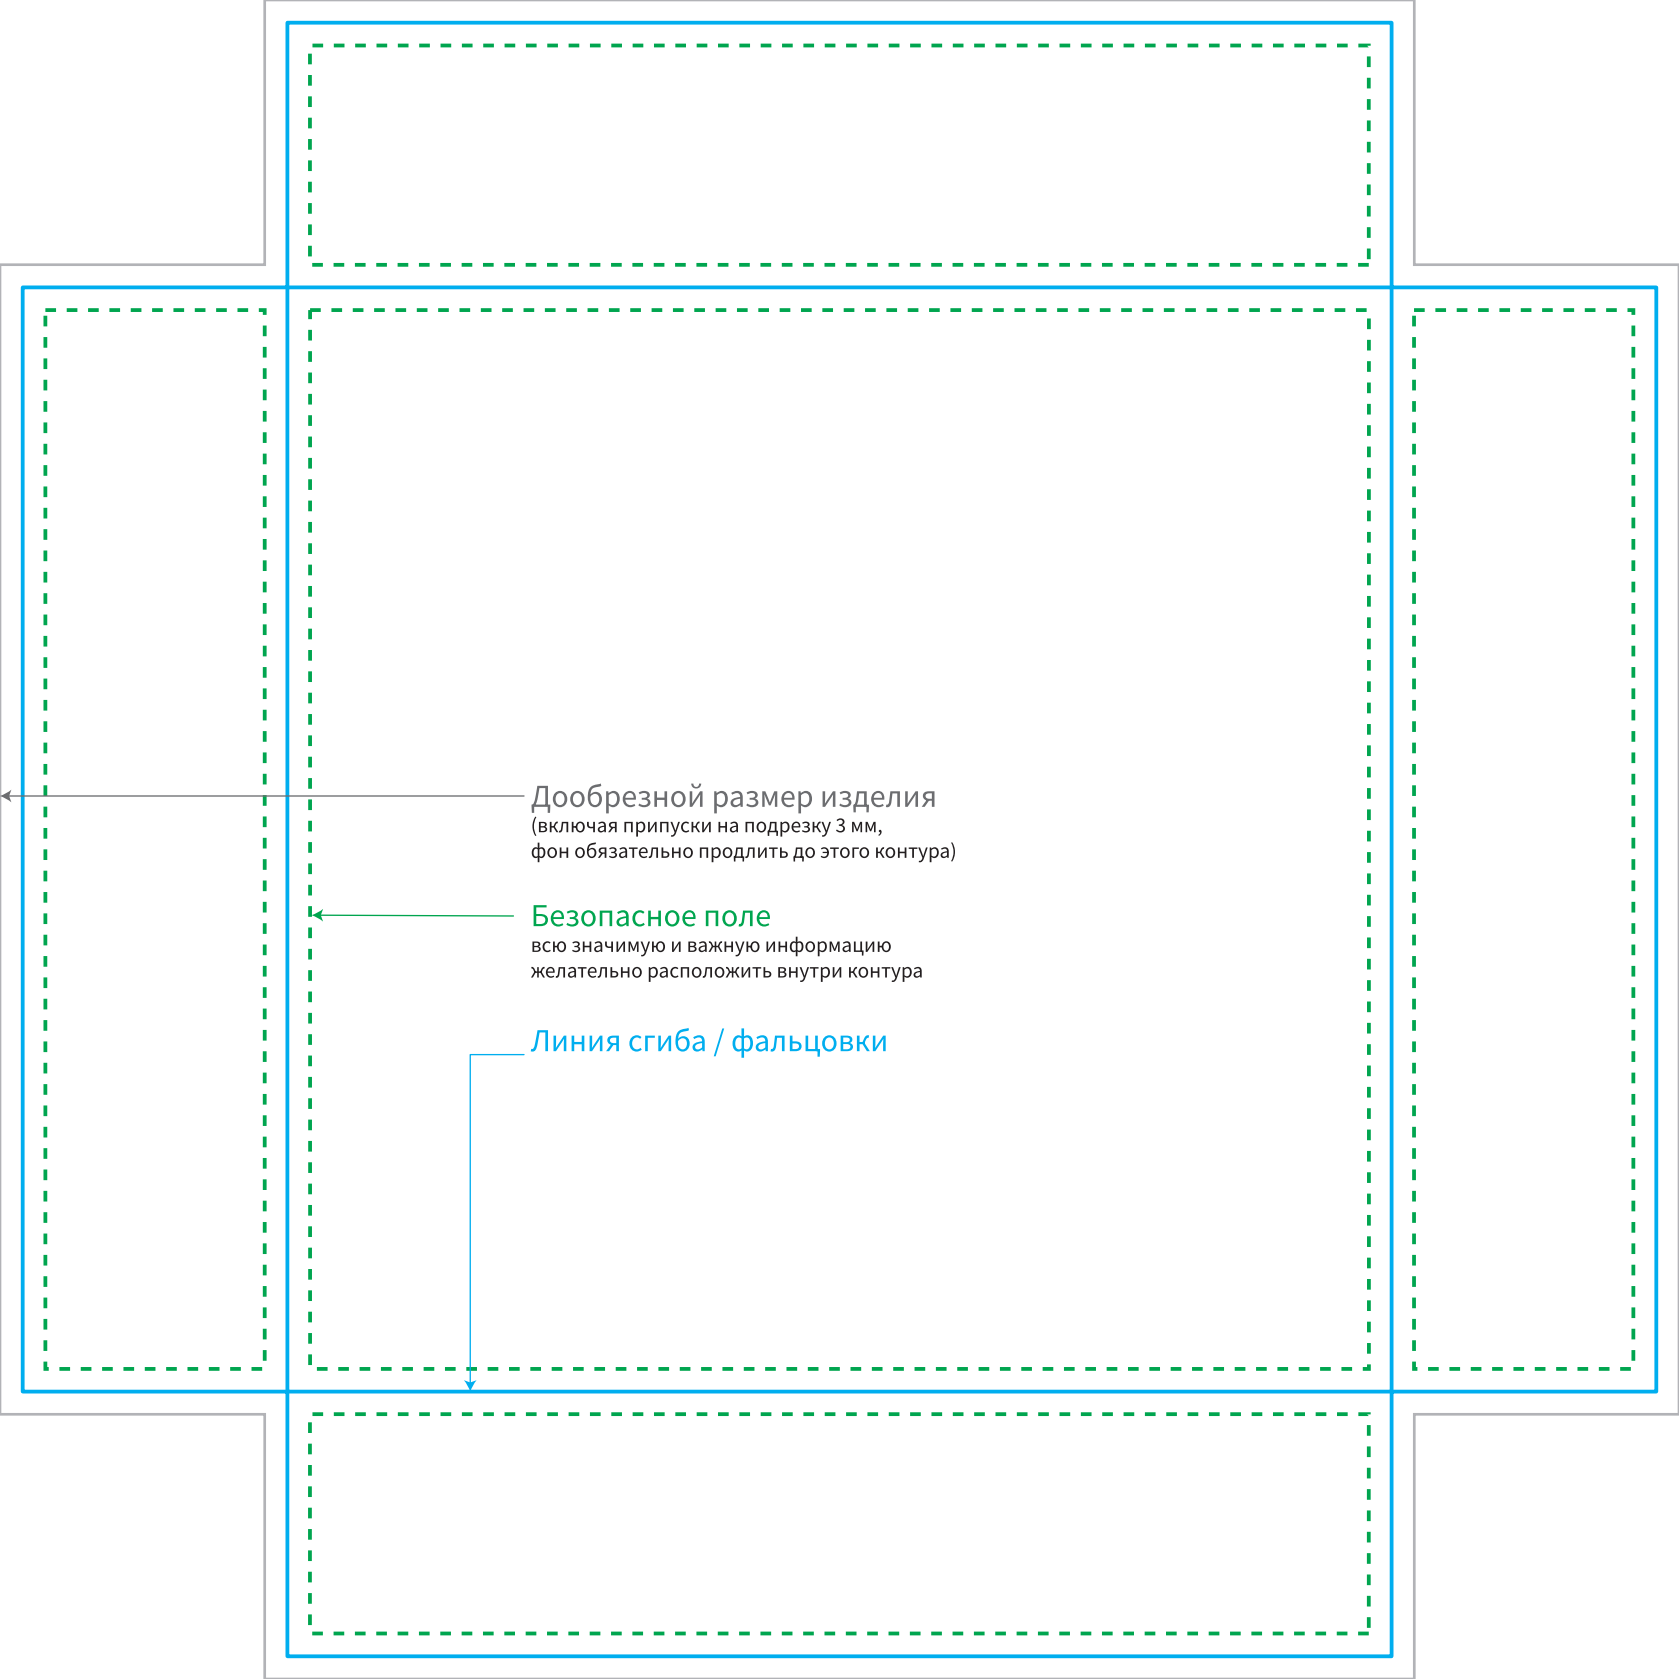 Дообрезной размер изделия
(включая припуски на подрезку 3 мм,
фон обязательно продлить до этого контура)
Безопасное поле
всю значимую и важную информацию
желательно расположить внутри контура
Линия сгиба / фальцовки